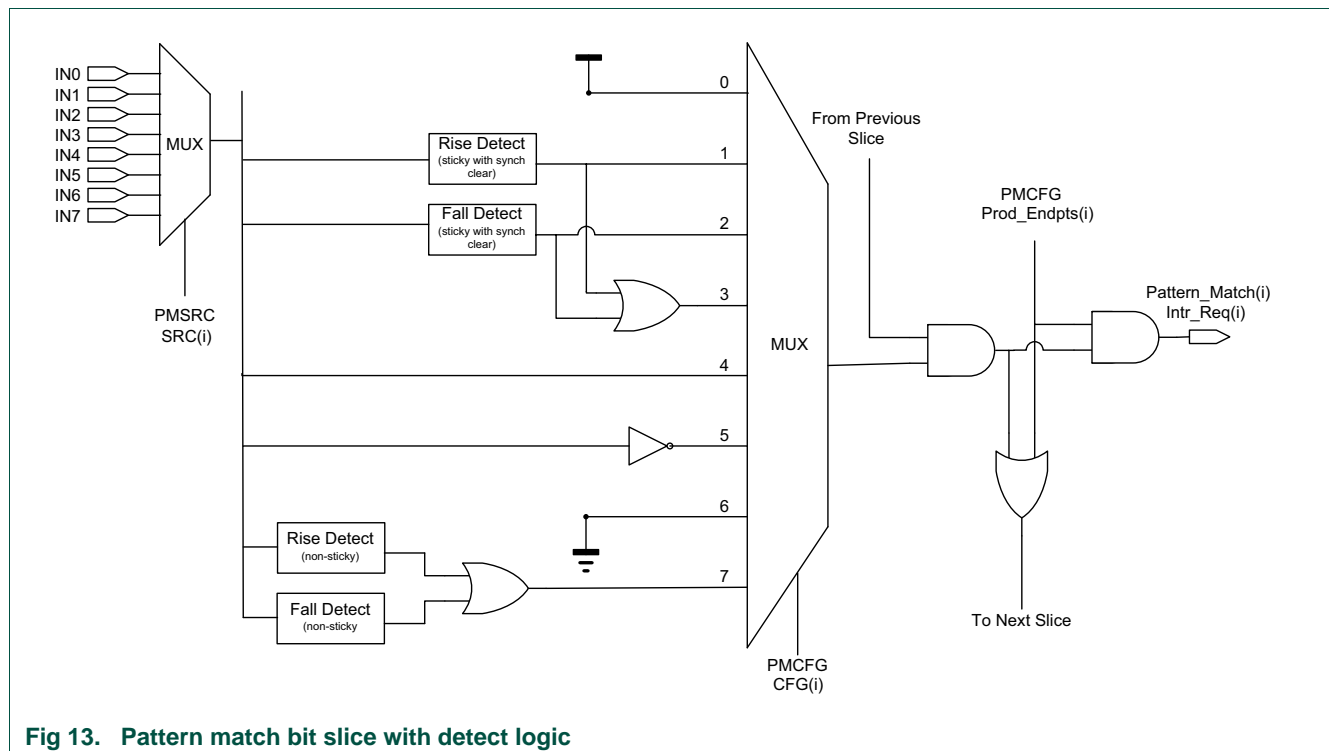 IN0
IN1
IN2
IN3
IN4
IN5
IN6
IN7
MUX
PMSRC
SRC(i)
Rise Detect
(sticky with synch
clear)
Fall Detect
(sticky with synch
clear)
Rise Detect
(non-sticky)
Fall Detect
(non-sticky
0
1
2
3
4
5
6
7
MUX
PMCFG
CFG(i)
From Previous
Slice
PMCFG
Prod_Endpts(i)
Pattern_Match(i)
Intr_Req(i)
To Next Slice
Fig 13. Pattern match bit slice with detect logic